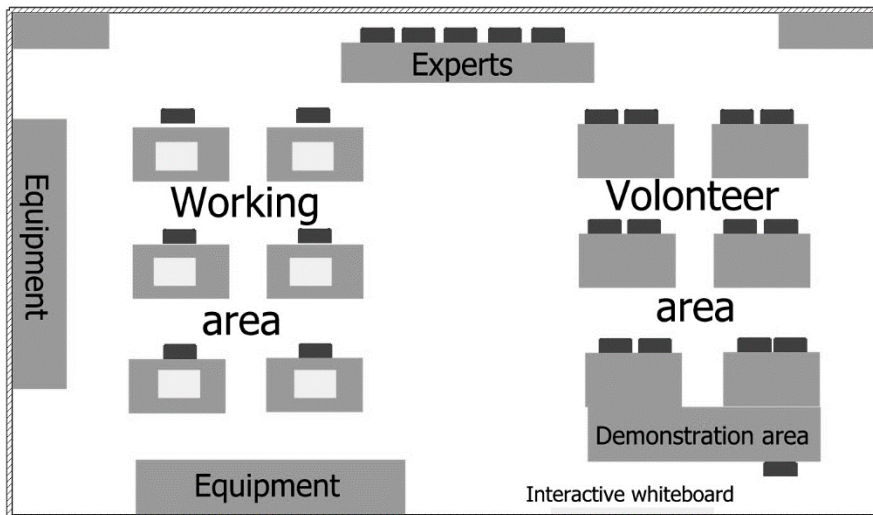 Experts
Equipment
Working
area
Volonteer
area
Demonstration area
Equipment
Interactive whiteboard